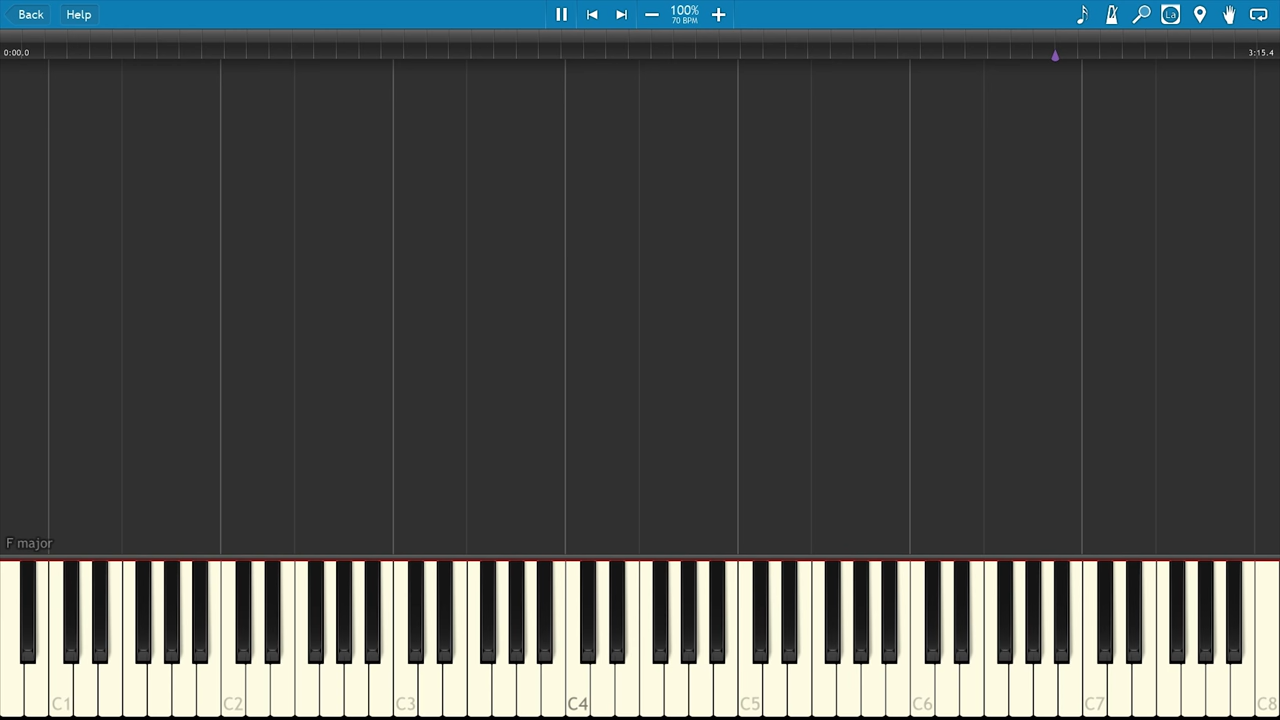 Back Help 100%
70 BPM
La
0:00,0 3:15.4
F major
C1 C2 C3 C4 C5 C6 C7 C8